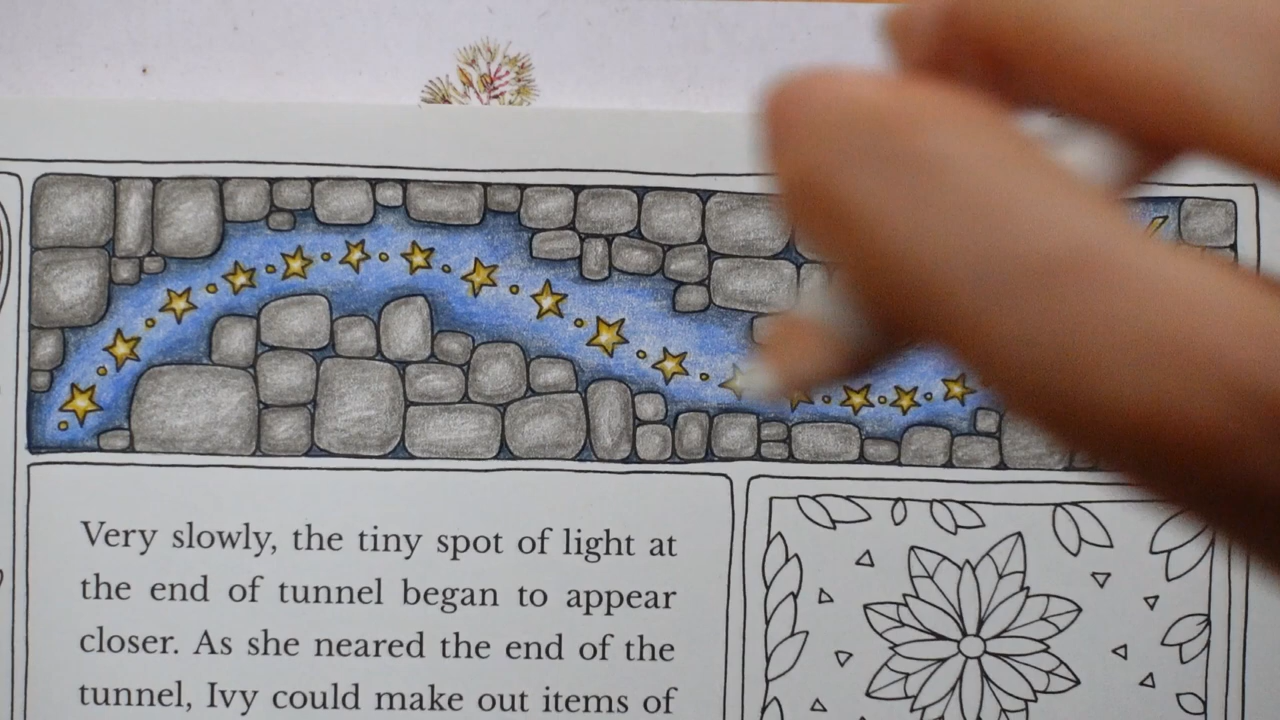 Very slowly, the tiny spot of light at
the end of tunnel began to appear
closer. As she neared the end of the
tunnel, Ivy could make out items of